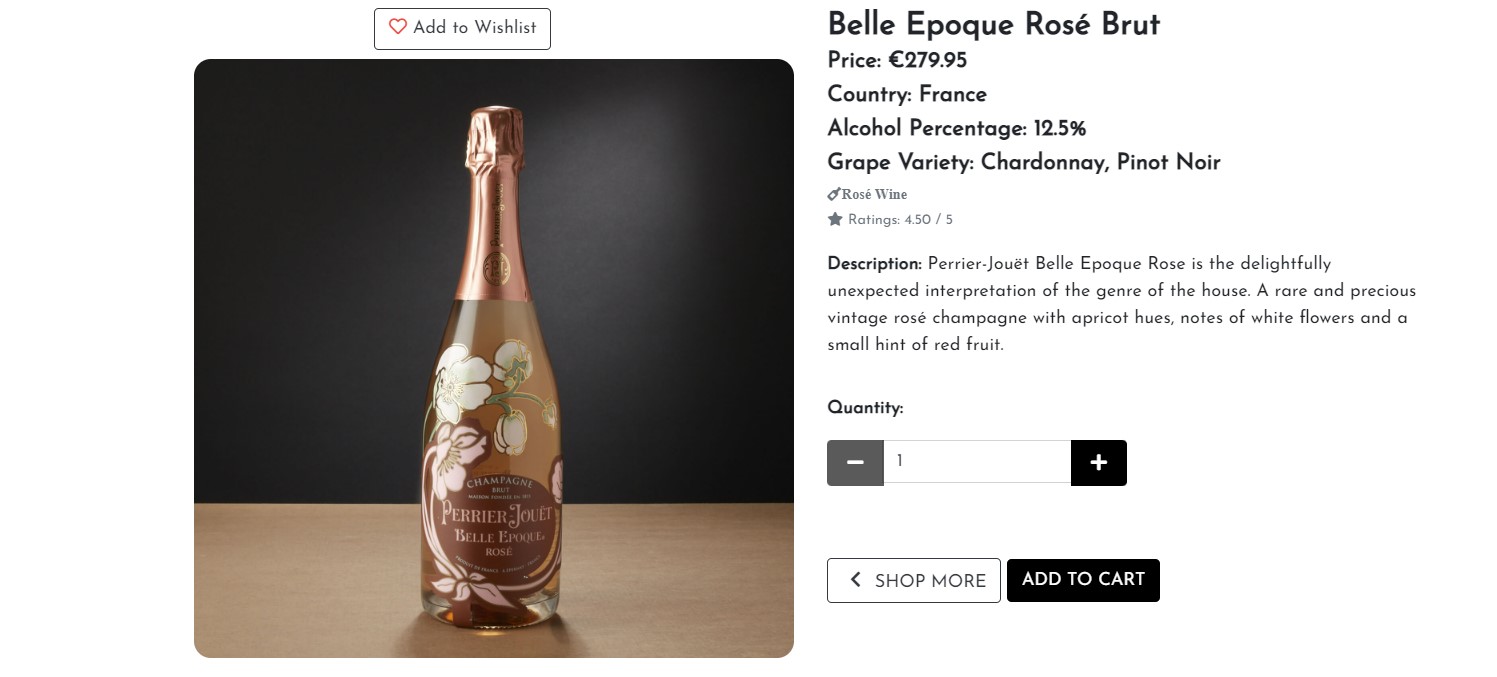 Add to Wishlist
CHAMPAGNE
BRUT
PERRIER-JOUËT
BELLE EPOQUE
ROSÉ
Belle Epoque Rosé Brut
Price: €279.95
Country: France
Alcohol Percentage: 12.5%
Grape Variety: Chardonnay, Pinot Noir
Rosé Wine
Ratings: 4.50 / 5
Description: Perrier-Jouët Belle Epoque Rose is the delightfully
unexpected interpretation of the genre of the house. A rare and precious
vintage rosé champagne with apricot hues, notes of white flowers and a
small hint of red fruit.
Quantity:
1
SHOP MORE
ADD TO CART